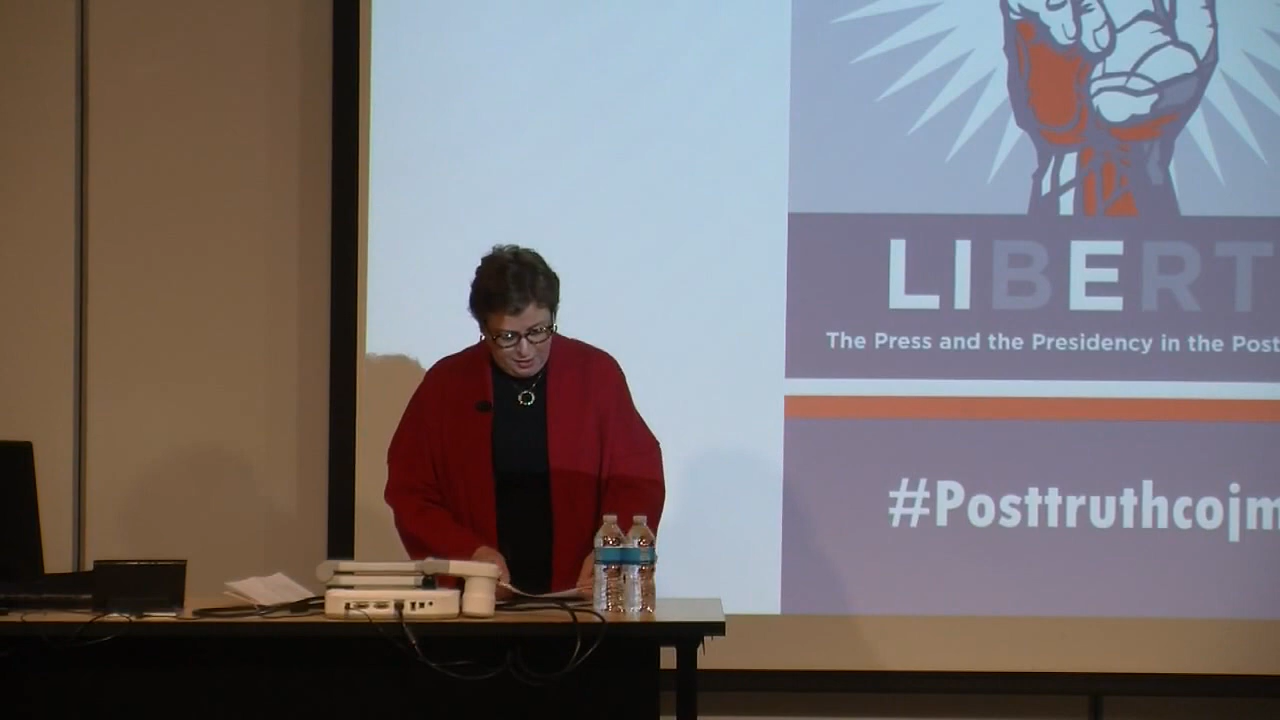 LIBERT
The Press and the Presidency in the Post
#Posttruthcojm